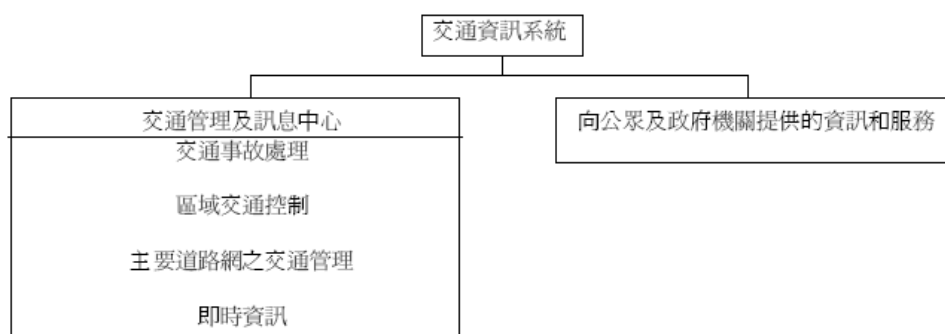 交通資訊系統
交通管理及訊息中心
交通事故處理
區域交通控制
主要道路網之交通管理
即時資訊
向公眾及政府機關提供的資訊和服務